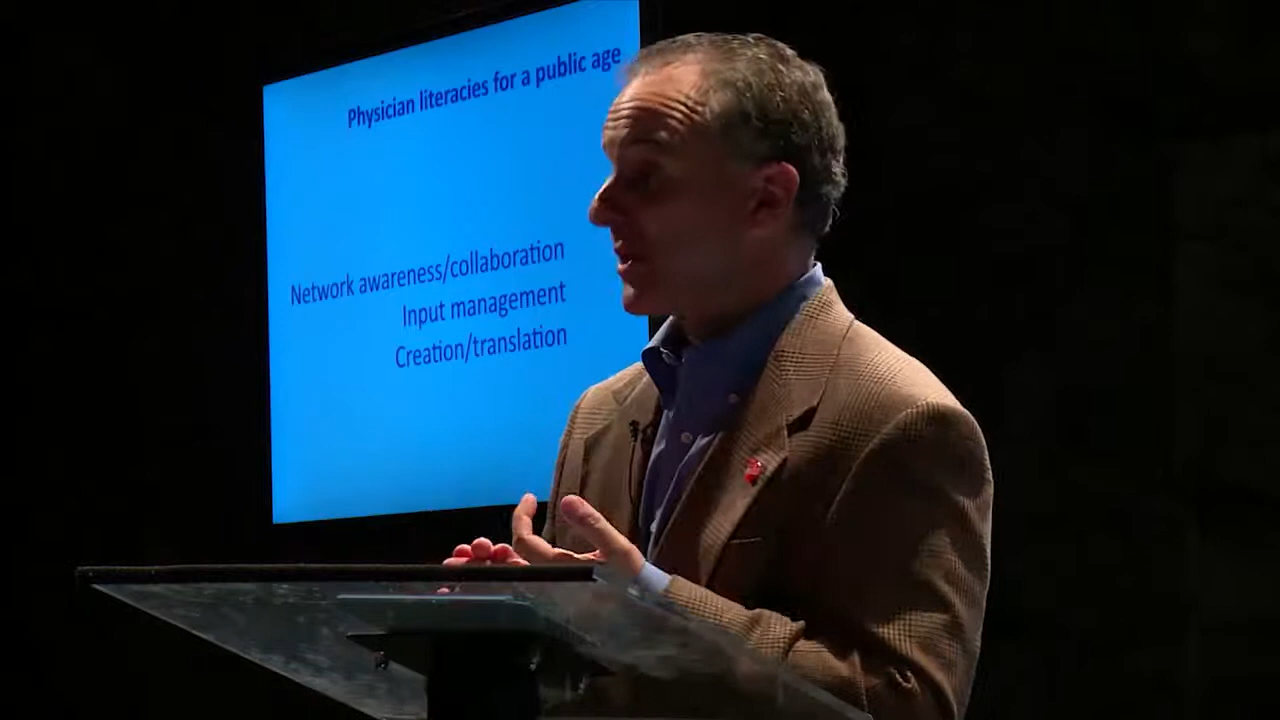 Physician literacies for a public age
Network awareness/collaboration
Input management
Creation/translation